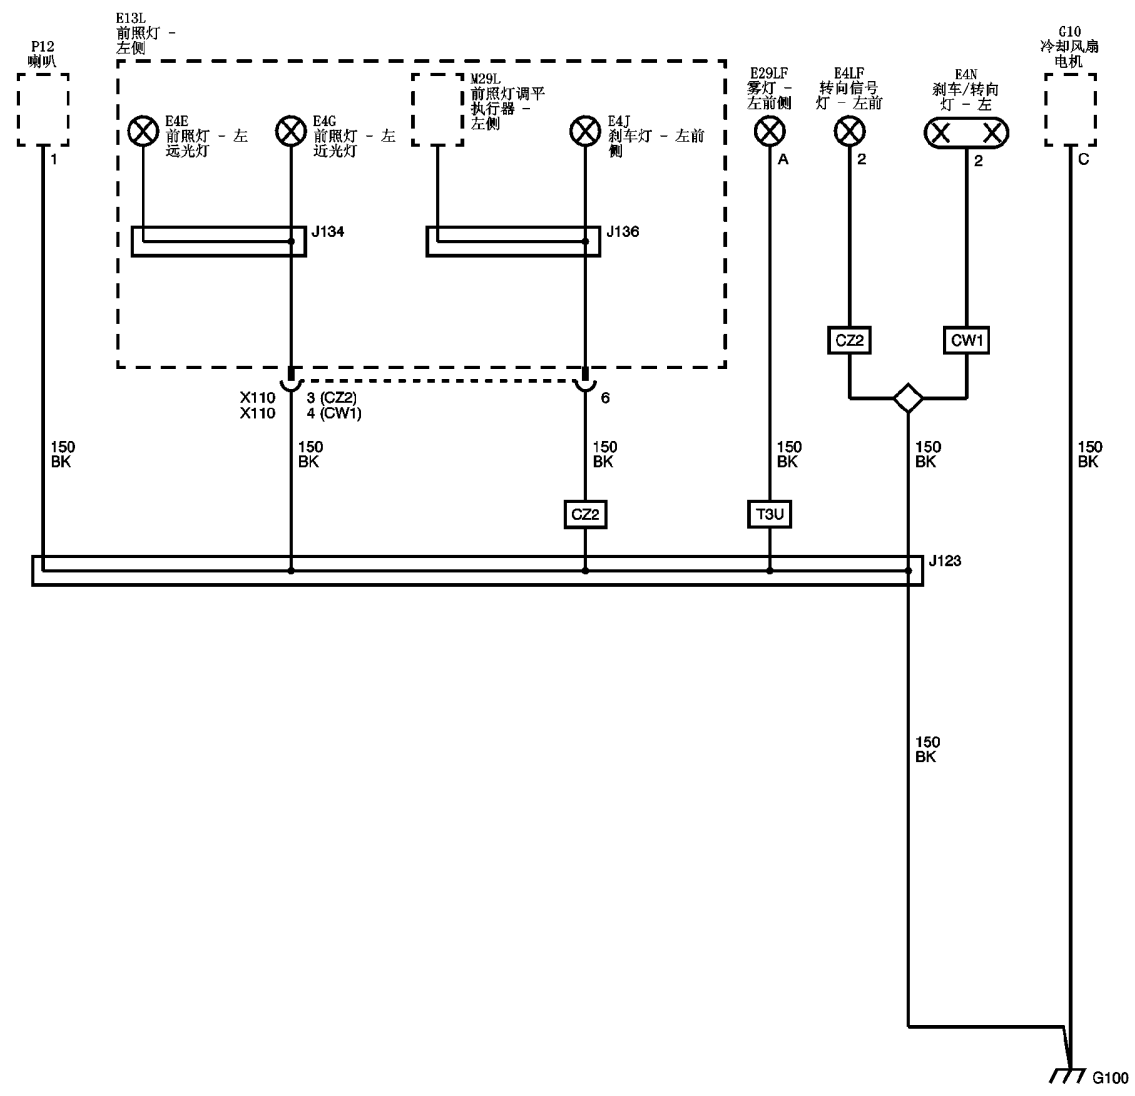 P12
喇叭
1
E13L
前照灯 -
左侧
E4E
前照灯 - 左
远光灯
E4G
前照灯 - 左
近光灯
M29L
前照灯调平
执行器 -
左侧
E4J
刹车灯 - 左前
侧
E29LF
雾灯 -
左前侧
A
E4LF
转向信号
灯 - 左前
2
E4N
刹车/转向
灯 - 左
2
G10
冷却风扇
电机
C
J134
J136
CZ2
CW1
X110 3 (CZ2)
X110 4 (CW1)
6
150
BK
150
BK
150
BK
150
BK
150
BK
150
BK
CZ2
T3U
J123
150
BK
G100